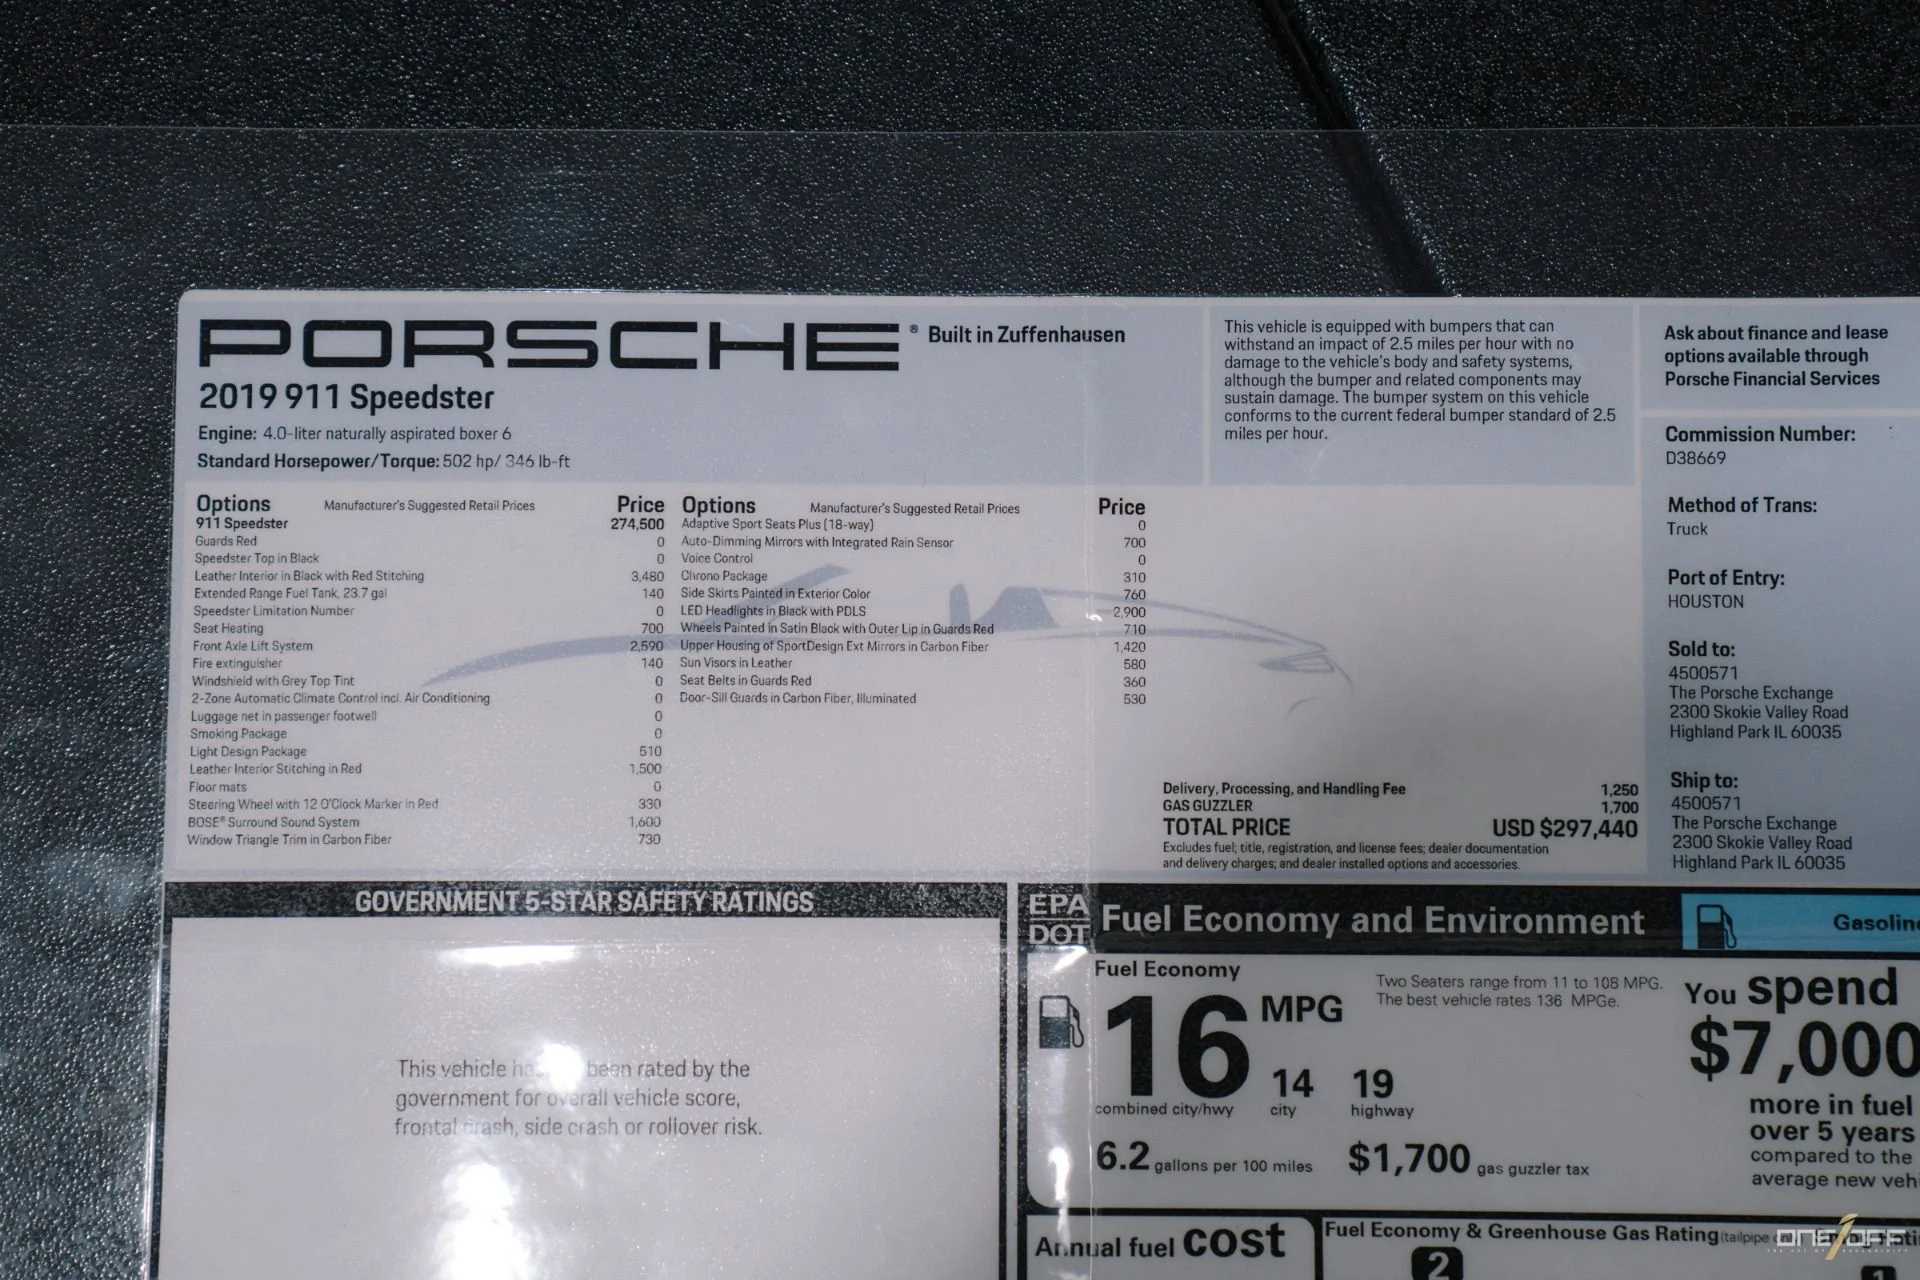 PORSCHE® Built in Zuffenhausen
2019 911 Speedster
Engine: 4.0-liter naturally aspirated boxer 6
Standard Horsepower/Torque: 502 hp/ 346 lb-ft
This vehicle is equipped with bumpers that can
withstand an impact of 2.5 miles per hour with no
damage to the vehicle's body and safety systems,
although the bumper and related components may
sustain damage. The bumper system on this vehicle
conforms to the current federal bumper standard of 2.5
miles per hour.
Ask about finance and lease
options available through
Porsche Financial Services
Options Manufacturer's Suggested Retail Prices Price
911 Speedster 274,500
Guards Red 0
Speedster Top in Black 0
Leather Interior in Black with Red Stitching 3,480
Extended Range Fuel Tank, 23.7 gal 140
Speedster Limitation Number 0
Seat Heating 700
Front Axle Lift System 2,590
Fire extinguisher 140
Windshield with Grey Top Tint 0
2-Zone Automatic Climate Control incl. Air Conditioning 0
Luggage net in passenger footwell 0
Smoking Package 0
Light Design Package 510
Leather Interior Stitching in Red 1,500
Floor mats 0
Steering Wheel with 12 O'Clock Marker in Red 330
BOSE® Surround Sound System 1,600
Window Triangle Trim in Carbon Fiber 730
Options Manufacturer's Suggested Retail Prices Price
Adaptive Sport Seats Plus (18-way) 0
Auto-Dimming Mirrors with Integrated Rain Sensor 700
Voice Control 0
Chrono Package 310
Side Skirts Painted in Exterior Color 760
LED Headlights in Black with PDLS 2,900
Wheels Painted in Satin Black with Outer Lip in Guards Red 710
Upper Housing of SportDesign Ext Mirrors in Carbon Fiber 1,420
Sun Visors in Leather 580
Seat Belts in Guards Red 360
Door-Sill Guards in Carbon Fiber, Illuminated 530
Delivery, Processing, and Handling Fee 1,250
GAS GUZZLER 1,700
TOTAL PRICE USD $297,440
Excludes fuel; title, registration, and license fees; dealer documentation
and delivery charges; and dealer installed options and accessories.
Commission Number:
D38669
Method of Trans:
Truck
Port of Entry:
HOUSTON
Sold to:
4500571
The Porsche Exchange
2300 Skokie Valley Road
Highland Park IL 60035
Ship to:
4500571
The Porsche Exchange
2300 Skokie Valley Road
Highland Park IL 60035
GOVERNMENT 5-STAR SAFETY RATINGS
This vehicle been rated by the
government for overall vehicle score,
frontal crash, side crash or rollover risk.
EPA
DOT
Fuel Economy and Environment
Gasoline
Fuel Economy
16 MPG
combined city/hwy
14
city
19
highway
Two Seaters range from 11 to 108 MPG.
The best vehicle rates 136 MPGe.
6.2 gallons per 100 miles
$1,700 gas guzzler tax
You spend
$7,000
more in fuel
over 5 years
compared to the
average new
Annual fuel cost
Fuel Economy & Greenhouse Gas Rating (tailpipe
2
1
ONE OFF